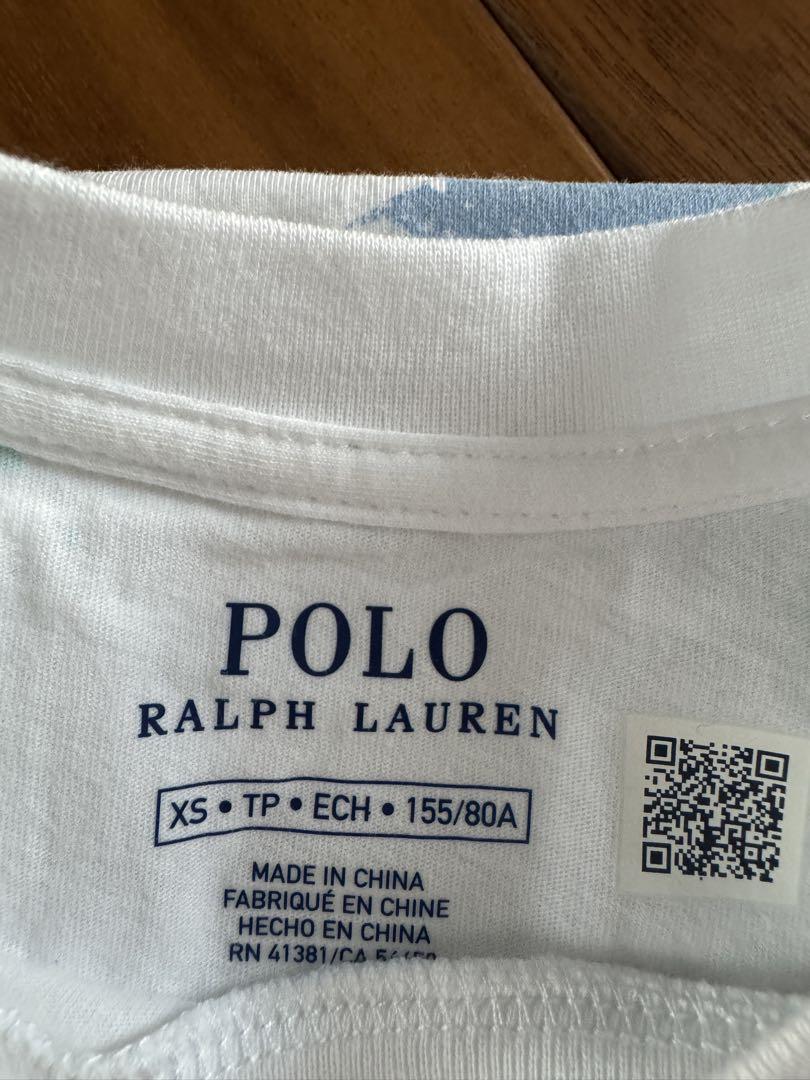 POLO
RALPH LAUREN
XS • TP • ECH • 155/80A
MADE IN CHINA
FABRIQUÉ EN CHINE
HECHO EN CHINA
RN 41381/CA